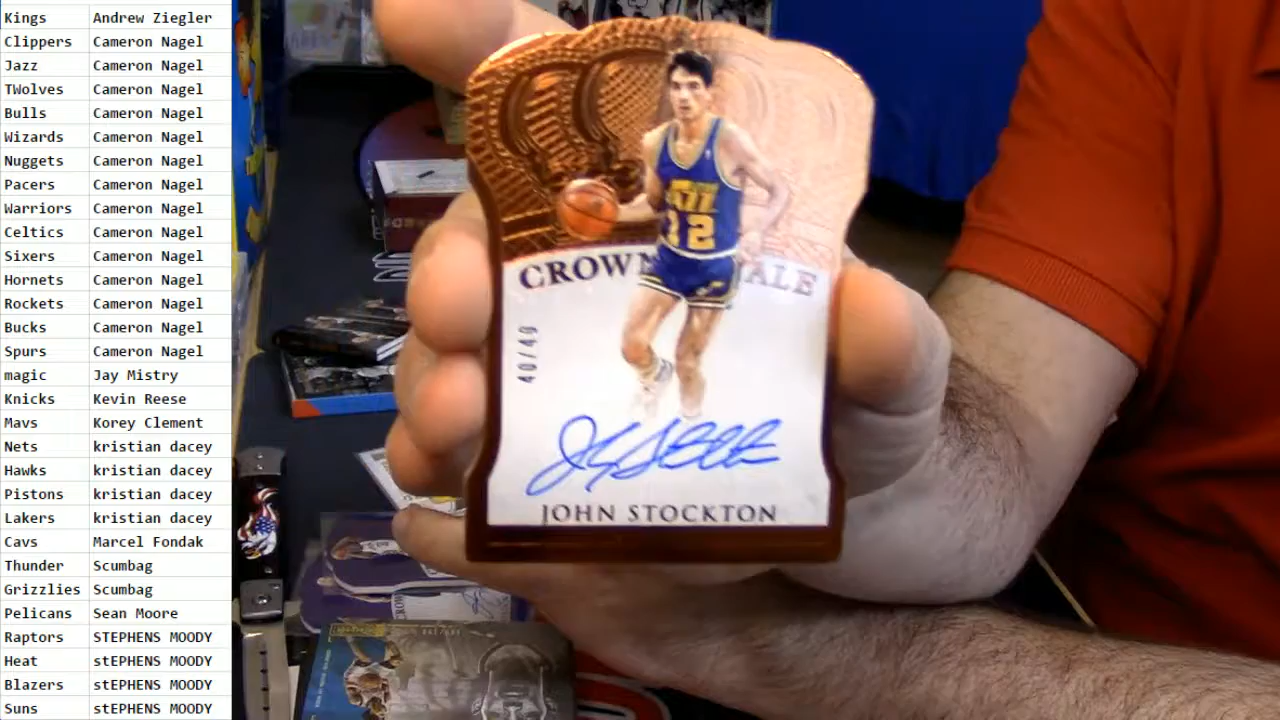 Kings Andrew Ziegler
Clippers Cameron Nagel
Jazz Cameron Nagel
TWolves Cameron Nagel
Bulls Cameron Nagel
Wizards Cameron Nagel
Nuggets Cameron Nagel
Pacers Cameron Nagel
Warriors Cameron Nagel
Celtics Cameron Nagel
Sixers Cameron Nagel
Hornets Cameron Nagel
Rockets Cameron Nagel
Bucks Cameron Nagel
Spurs Cameron Nagel
magic Jay Mistry
Knicks Kevin Reese
Mavs Korey Clement
Nets kristian dacey
Hawks kristian dacey
Pistons kristian dacey
Lakers kristian dacey
Cavs Marcel Fondak
Thunder Scumbag
Grizzlies Scumbag
Pelicans Sean Moore
Raptors STEPHENS MOODY
Heat stEPHENS MOODY
Blazers stEPHENS MOODY
Suns stEPHENS MOODY
JAZZ
12
CROWN ALE
40/49
JOHN STOCKTON